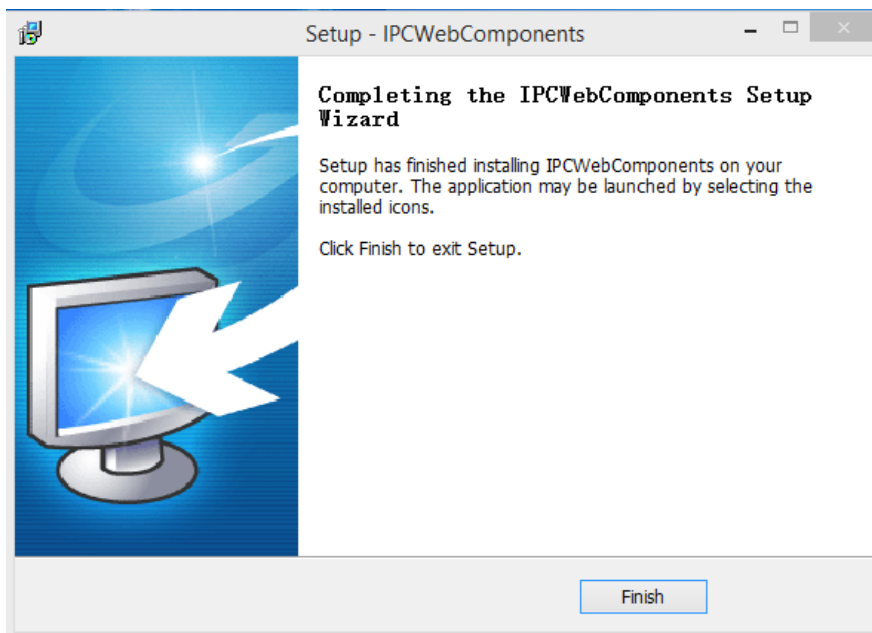 Setup - IPCWebComponents
Completing the IPCWebComponents Setup
Wizard
Setup has finished installing IPCWebComponents on your
computer. The application may be launched by selecting the
installed icons.
Click Finish to exit Setup.
Finish